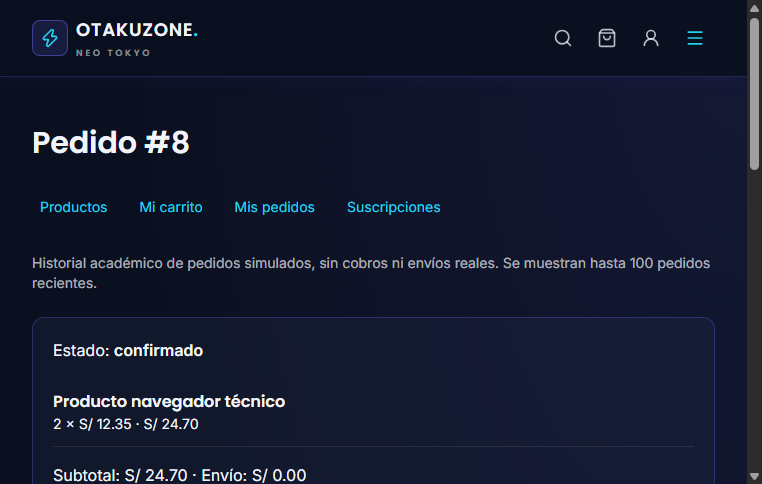 OTAKUZONE.
NEO TOKYO
Pedido #8
Productos Mi carrito Mis pedidos Suscripciones
Historial académico de pedidos simulados, sin cobros ni envíos reales. Se muestran hasta 100 pedidos
recientes.
Estado: confirmado
Producto navegador técnico
2 × S/ 12.35 · S/ 24.70
Subtotal: S/ 24.70 · Envío: S/ 0.00